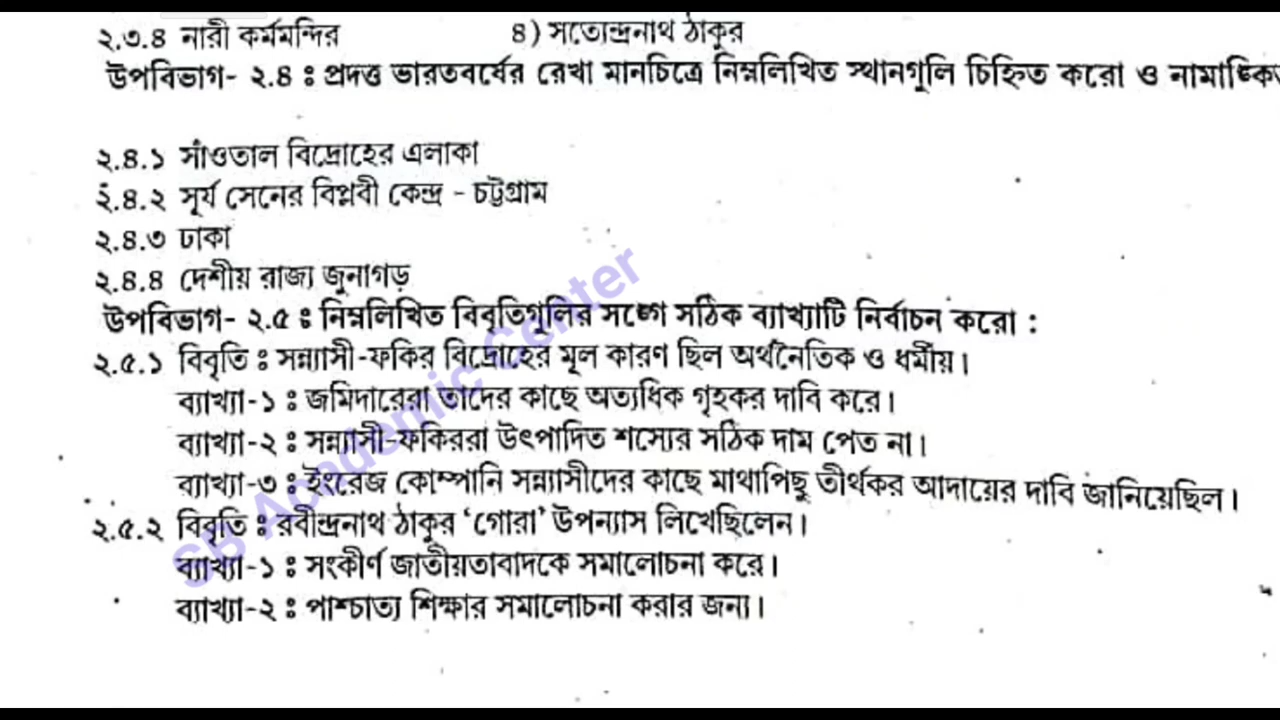 ২.৩.৪ নারী কর্মমন্দির ৪) সত্যেন্দ্রনাথ ঠাকুর
উপবিভাগ- ২.৪ ঃ প্রদত্ত ভারতবর্ষের রেখা মানচিত্রে নিম্নলিখিত স্থানগুলি চিহ্নিত করো ও
২.৪.১ সাঁওতাল বিদ্রোহের এলাকা
২.৪.২ সূর্য সেনের বিপ্লবী কেন্দ্র - চট্টগ্রাম
২.৪.৩ ঢাকা
২.৪.৪ দেশীয় রাজ্য জুনাগড়
উপবিভাগ- ২.৫ ঃ নিম্নলিখিত বিবৃতিগুলির সঙ্গে সঠিক ব্যাখ্যাটি নির্বাচন করো :
২.৫.১ বিবৃতি ঃ সন্ন্যাসী-ফকির বিদ্রোহের মূল কারণ ছিল অর্থনৈতিক ও ধর্মীয়।
ব্যাখ্যা-১ ঃ জমিদারেরা তাদের কাছে অত্যধিক গৃহকর দাবি করে।
ব্যাখ্যা-২ ঃ সন্ন্যাসী-ফকিররা উৎপাদিত শস্যের সঠিক দাম পেত না।
ব্যাখ্যা-৩ ঃ ইংরেজ কোম্পানি সন্ন্যাসীদের কাছে মাথাপিছু তীর্থকর আদায়ের দাবি জানিয়েছিল।
২.৫.২ বিবৃতি ঃ রবীন্দ্রনাথ ঠাকুর ‘গোরা’ উপন্যাস লিখেছিলেন।
ব্যাখ্যা-১ ঃ সংকীর্ণ জাতীয়তাবাদকে সমালোচনা করে।
ব্যাখ্যা-২ ঃ পাশ্চাত্য শিক্ষার সমালোচনা করার জন্য।
SB Academic Center